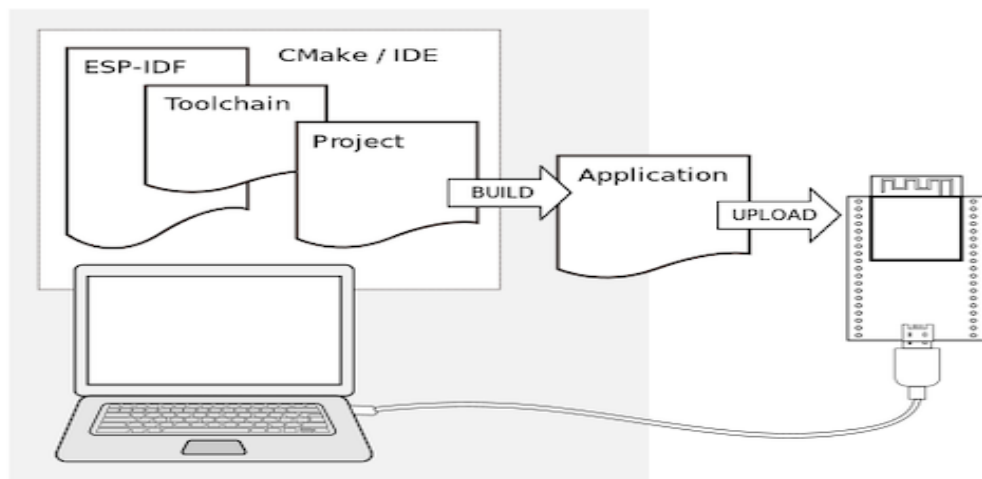 ESP-IDF
CMake / IDE
Toolchain
Project
BUILD
Application
UPLOAD